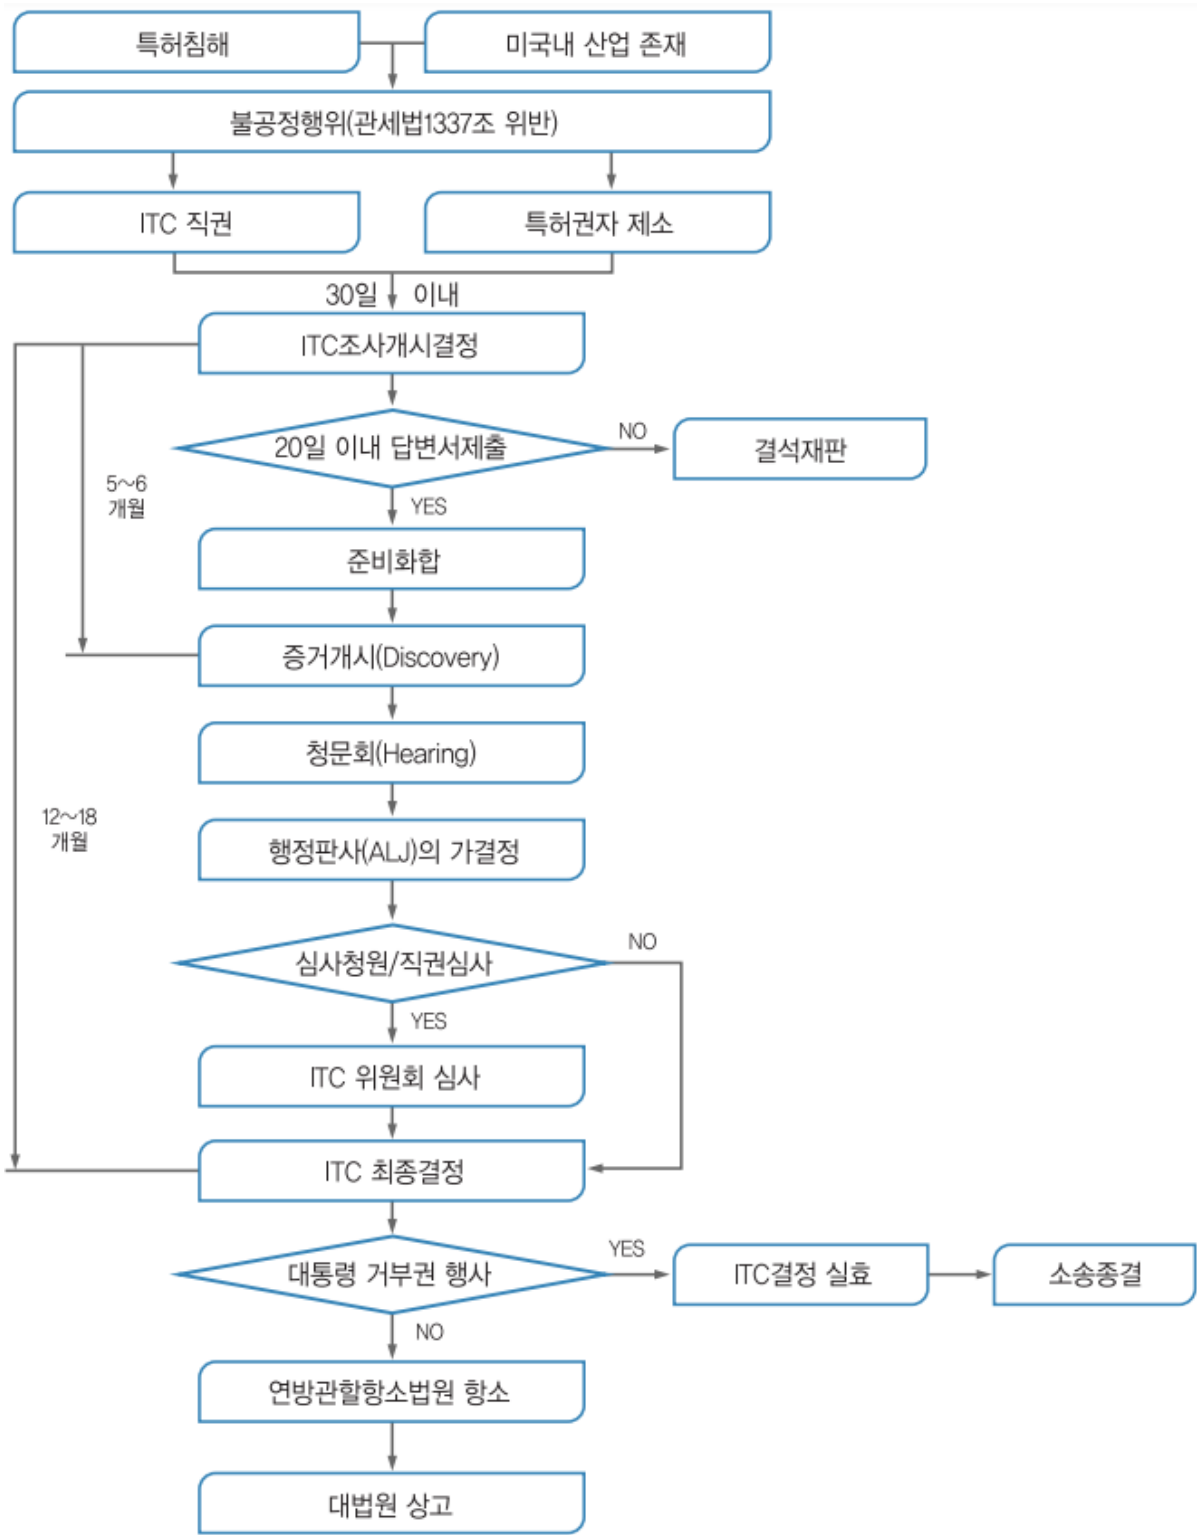 특허침해
미국내 산업 존재
불공정행위(관세법1337조 위반)
ITC 직권
특허권자 제소
30일 이내
ITC조사개시결정
20일 이내 답변서제출
NO
결석재판
5~6
개월
YES
준비화합
증거개시(Discovery)
청문회(Hearing)
12~18
개월
행정판사(ALJ)의 가결정
심사청원/직권심사
NO
YES
ITC 위원회 심사
ITC 최종결정
대통령 거부권 행사
YES
ITC결정 실효
소송종결
NO
연방관할항소법원 항소
대법원 상고